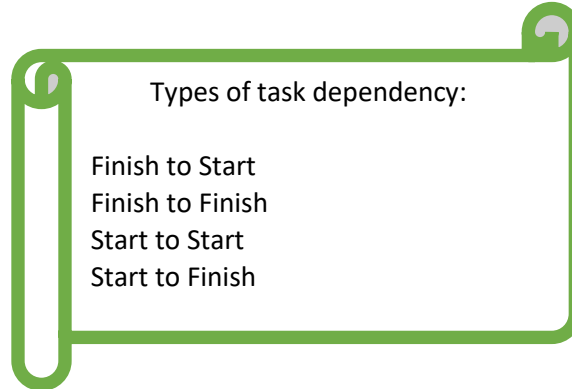 Types of task dependency:
Finish to Start
Finish to Finish
Start to Start
Start to Finish